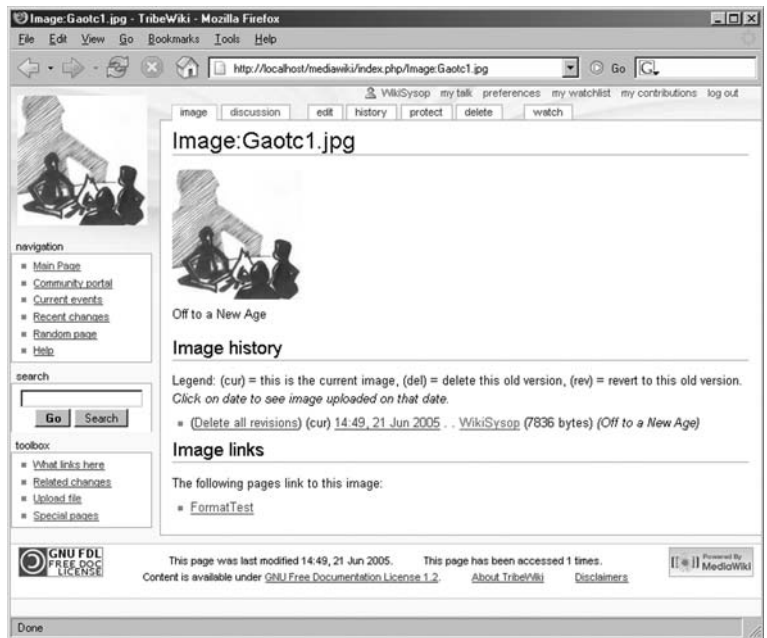 Image:Gaotc1.jpg - TribeWiki - Mozilla Firefox
File Edit View Go Bookmarks Tools Help
http://localhost/mediawiki/index.php/Image:Gaotc1.jpg Go G
WikiSysop my talk preferences my watchlist my contributions log out
image discussion edit history protect delete watch
Image:Gaotc1.jpg
Off to a New Age
Image history
Legend: (cur) = this is the current image, (del) = delete this old version, (rev) = revert to this old version.
Click on date to see image uploaded on that date.
(Delete all revisions) (cur) 14:49, 21 Jun 2005 . . WikiSysop (7836 bytes) (Off to a New Age)
Image links
The following pages link to this image:
FormatTest
navigation
Main Page
Community portal
Current events
Recent changes
Random page
Help
search
Go Search
toolbox
What links here
Related changes
Upload file
Special pages
GNU FDL
FREE DOC
LICENSE
This page was last modified 14:49, 21 Jun 2005. This page has been accessed 1 times.
Content is available under GNU Free Documentation License 1.2. About TribeWiki Disclaimers
Powered By
MediaWiki
Done